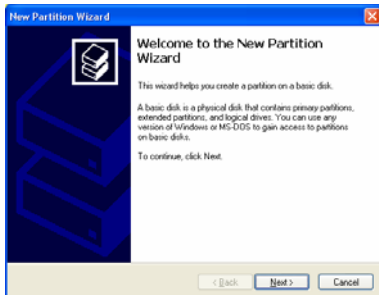 New Partition Wizard
Welcome to the New Partition
Wizard
This wizard helps you create a partition on a basic disk.
A basic disk is a physical disk that contains primary partitions,
extended partitions, and logical drives. You can use any
version of Windows or MS-DOS to gain access to partitions
on basic disks.
To continue, click Next.
< Back
Next >
Cancel